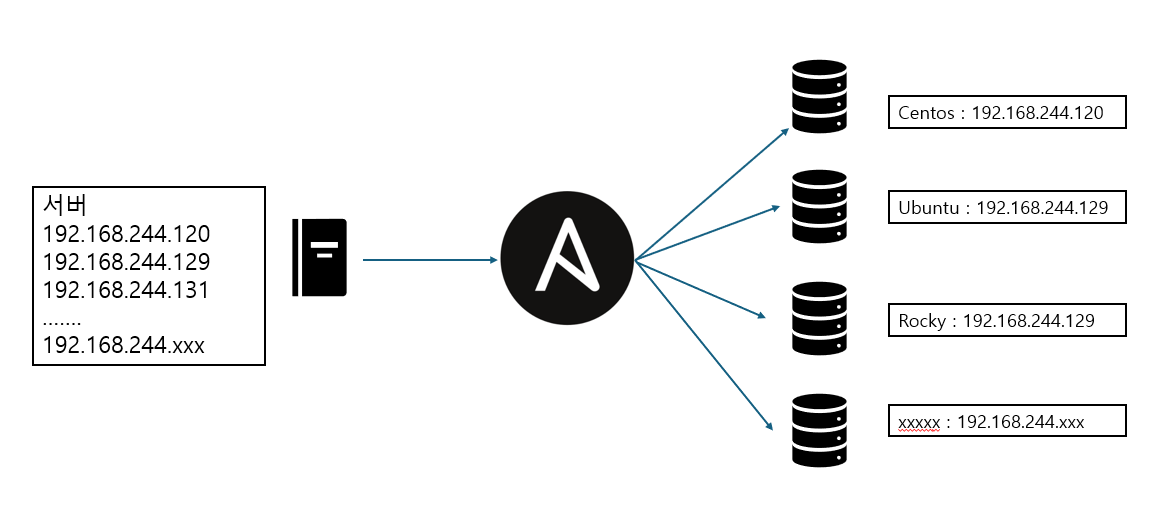 서버
192.168.244.120
192.168.244.129
192.168.244.131
.......
192.168.244.xxx
Centos : 192.168.244.120
Ubuntu : 192.168.244.129
Rocky : 192.168.244.129
xxxxx : 192.168.244.xxx